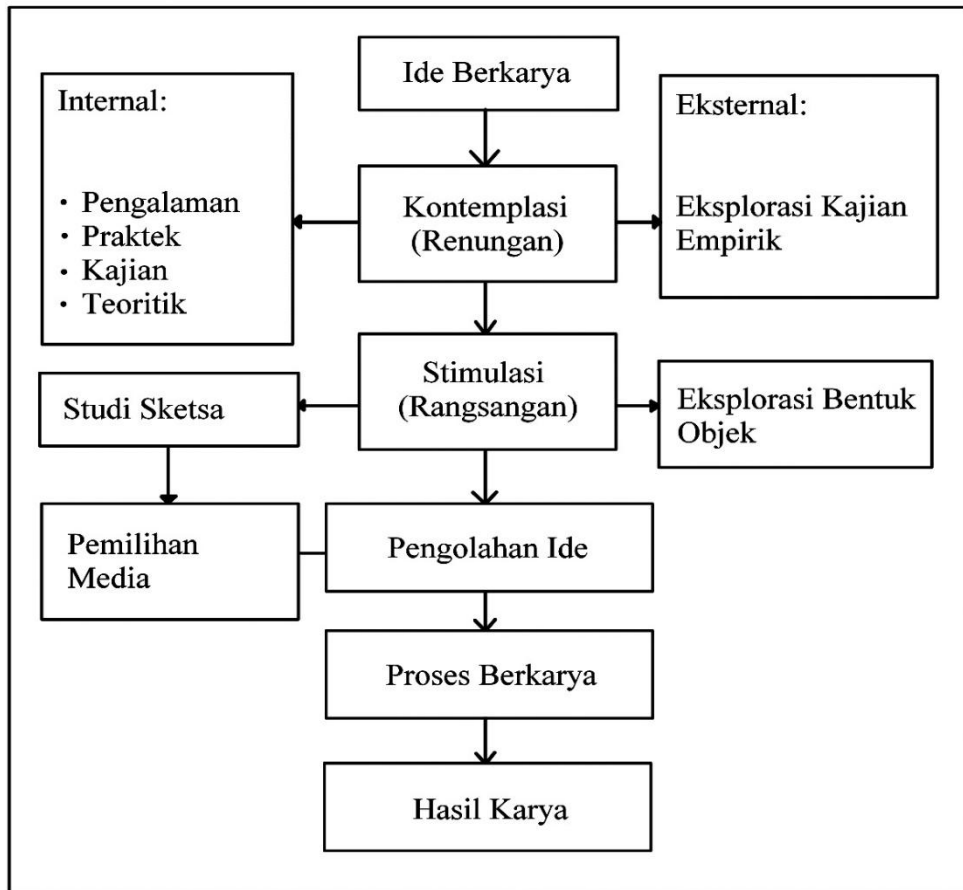 Ide Berkarya
Internal:
· Pengalaman
· Praktek
· Kajian
· Teoritik
Kontemplasi
(Renungan)
Eksternal:
Eksplorasi Kajian
Empirik
Stimulasi
(Rangsangan)
Studi Sketsa
Eksplorasi Bentuk
Objek
Pemilihan
Media
Pengolahan Ide
Proses Berkarya
Hasil Karya